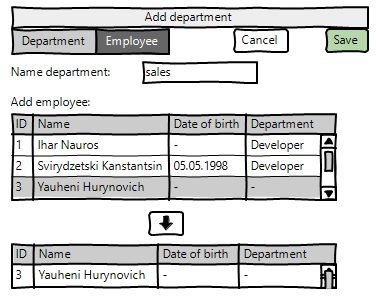 Add department
Department Employee Cancel Save
Name department: sales
Add employee:
ID Name Date of birth Department
1 Ihar Nauros - Developer
2 Svirydzetski Kanstantsin 05.05.1998 Developer
3 Yauheni Hurynovich - -
ID Name Date of birth Department
3 Yauheni Hurynovich - -